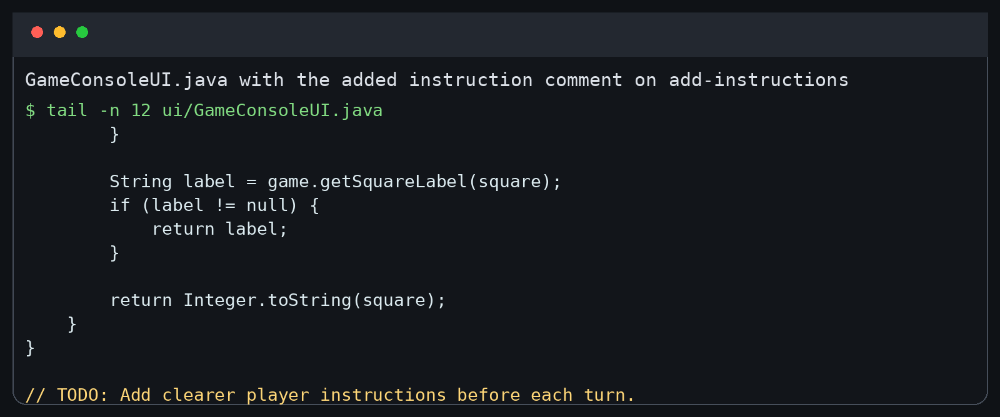 GameConsoleUI.java with the added instruction comment on add-instructions
$ tail -n 12 ui/GameConsoleUI.java
        }

        String label = game.getSquareLabel(square);
        if (label != null) {
            return label;
        }

        return Integer.toString(square);
    }
}

// TODO: Add clearer player instructions before each turn.